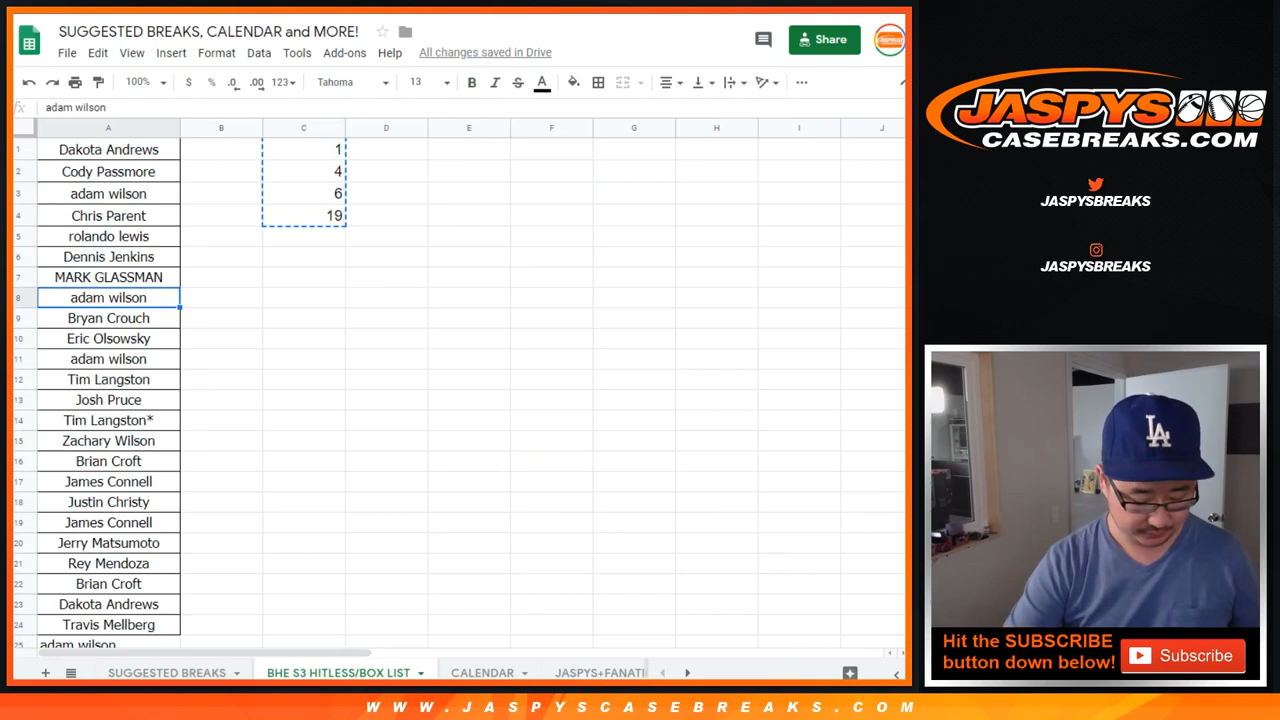 SUGGESTED BREAKS, CALENDAR and MORE!
File Edit View Insert Format Data Tools Add-ons Help All changes saved in Drive
Share
100% $ % .0 .00 123 Tahoma 13 B I S A
fx adam wilson
A B C D E F G H I J
1 Dakota Andrews 1
2 Cody Passmore 4
3 adam wilson 6
4 Chris Parent 19
5 rolando lewis
6 Dennis Jenkins
7 MARK GLASSMAN
8 adam wilson
9 Bryan Crouch
10 Eric Olsowsky
11 adam wilson
12 Tim Langston
13 Josh Pruce
14 Tim Langston*
15 Zachary Wilson
16 Brian Croft
17 James Connell
18 Justin Christy
19 James Connell
20 Jerry Matsumoto
21 Rey Mendoza
22 Brian Croft
23 Dakota Andrews
24 Travis Mellberg
25 adam wilson
SUGGESTED BREAKS BHE S3 HITLESS/BOX LIST CALENDAR JASPYS+FANATI
JASPYS
CASEBREAKS.COM
JASPYSBREAKS
JASPYSBREAKS
LA
Hit the SUBSCRIBE
button down below!
Subscribe
WWW.JASPYSCASEBREAKS.COM